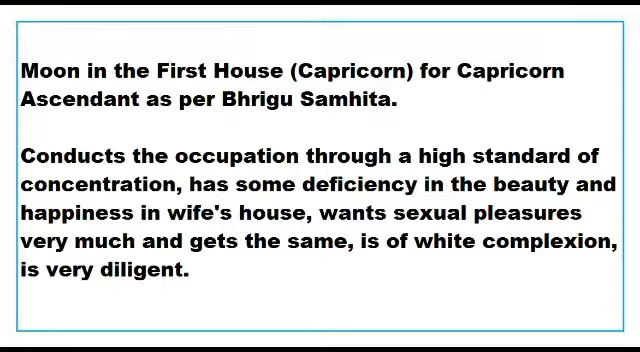 Moon in the First House (Capricorn) for Capricorn
Ascendant as per Bhrigu Samhita.
Conducts the occupation through a high standard of
concentration, has some deficiency in the beauty and
happiness in wife's house, wants sexual pleasures
very much and gets the same, is of white complexion,
is very diligent.